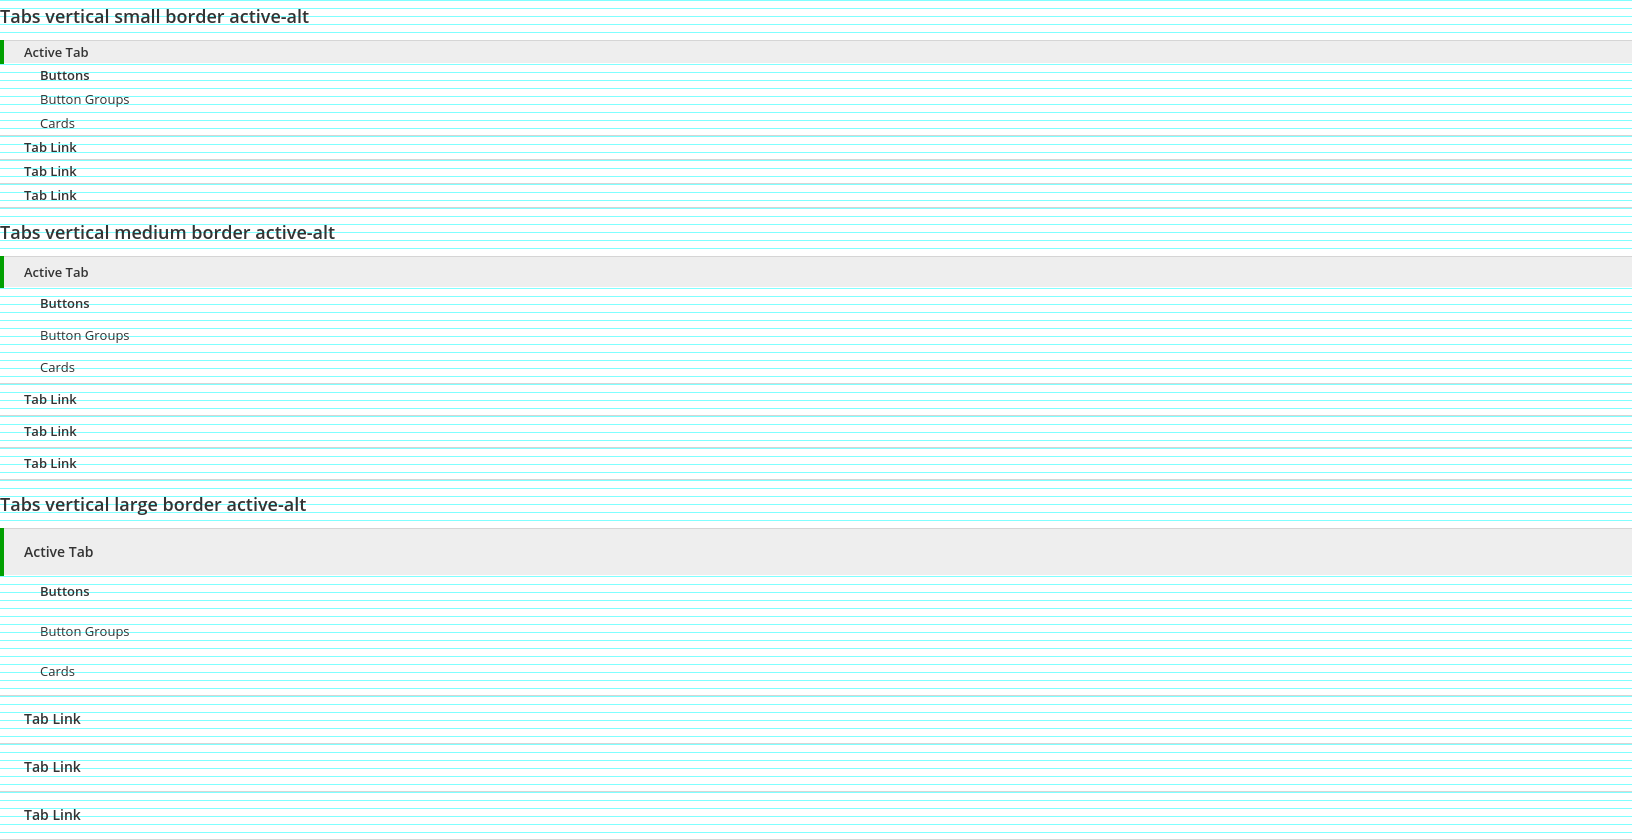 Tabs vertical small border active-alt
Active Tab
Buttons
Button Groups
Cards
Tab Link
Tab Link
Tab Link
Tabs vertical medium border active-alt
Active Tab
Buttons
Button Groups
Cards
Tab Link
Tab Link
Tab Link
Tabs vertical large border active-alt
Active Tab
Buttons
Button Groups
Cards
Tab Link
Tab Link
Tab Link